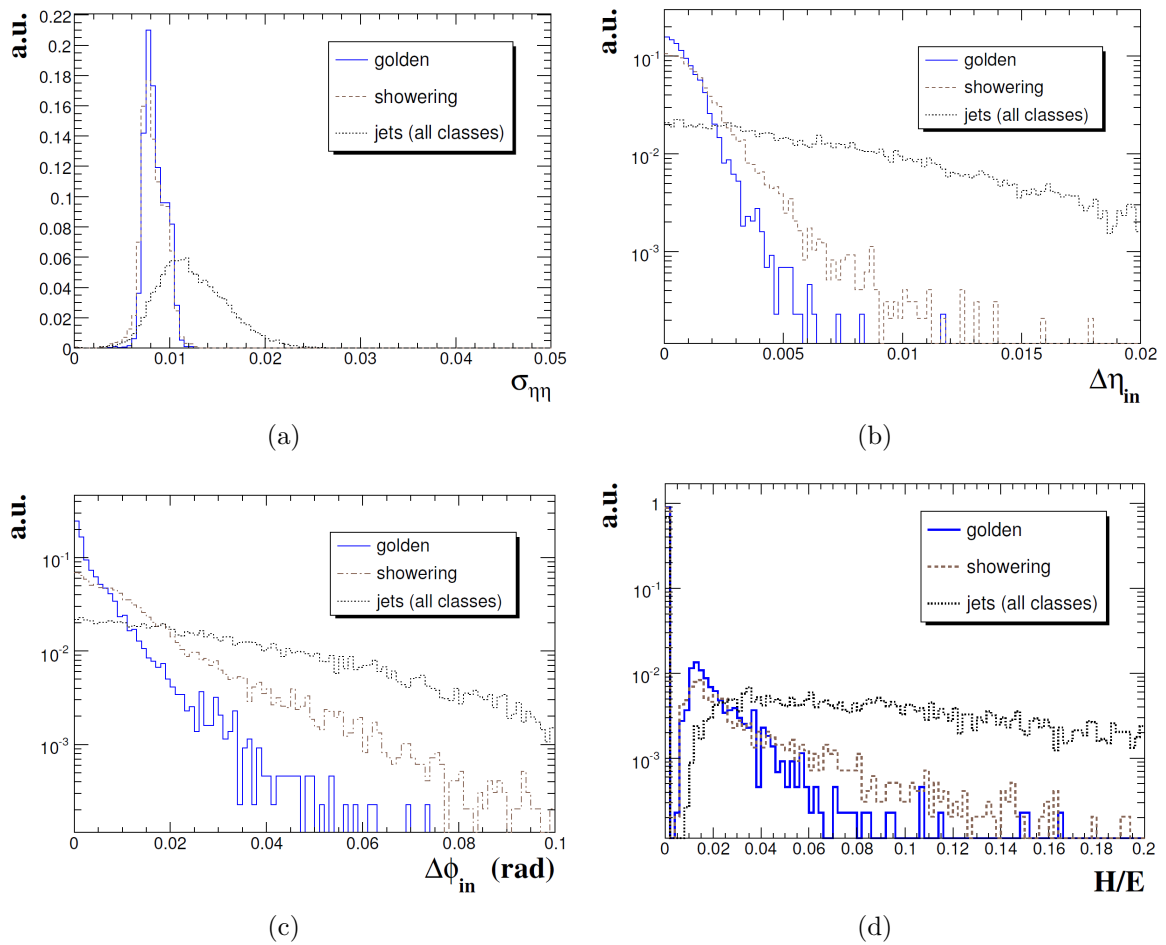 a.u.
0.22
0.2
0.18
0.16
0.14
0.12
0.1
0.08
0.06
0.04
0.02
0
golden
showering
jets (all classes)
0 0.01 0.02 0.03 0.04 0.05
σηη
(a)
a.u.
10⁻¹
10⁻²
10⁻³
golden
showering
jets (all classes)
0 0.005 0.01 0.015 0.02
Δηin
(b)
a.u.
10⁻¹
10⁻²
10⁻³
golden
showering
jets (all classes)
0 0.02 0.04 0.06 0.08 0.1
Δϕin (rad)
(c)
a.u.
1
10⁻¹
10⁻²
10⁻³
golden
showering
jets (all classes)
0 0.02 0.04 0.06 0.08 0.1 0.12 0.14 0.16 0.18 0.2
H/E
(d)